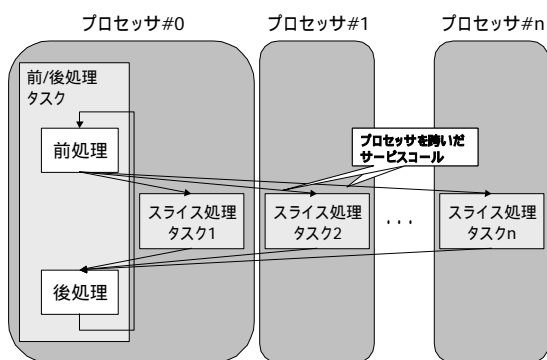 プロセッサ#0
プロセッサ#1
プロセッサ#n
前/後処理
タスク
前処理
プロセッサを跨いだ
サービスコール
スライス処理
タスク1
スライス処理
タスク2
・・・
スライス処理
タスクn
後処理